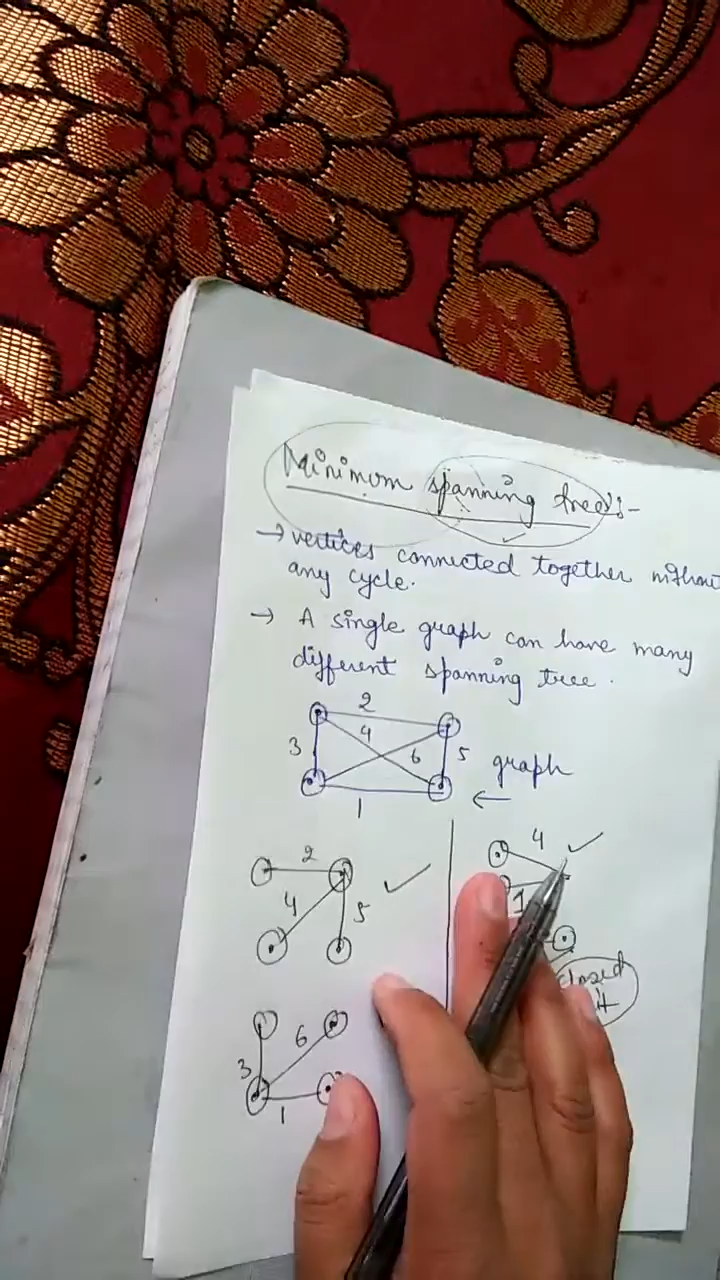 Minimum spanning trees:-
→ vertices connected together without
any cycle.
→ A single graph can have many
different spanning tree.
2
3 4 6 5 graph
1 ←
2 4 ✓
4 5 ✓ 1
closed
3 6
1